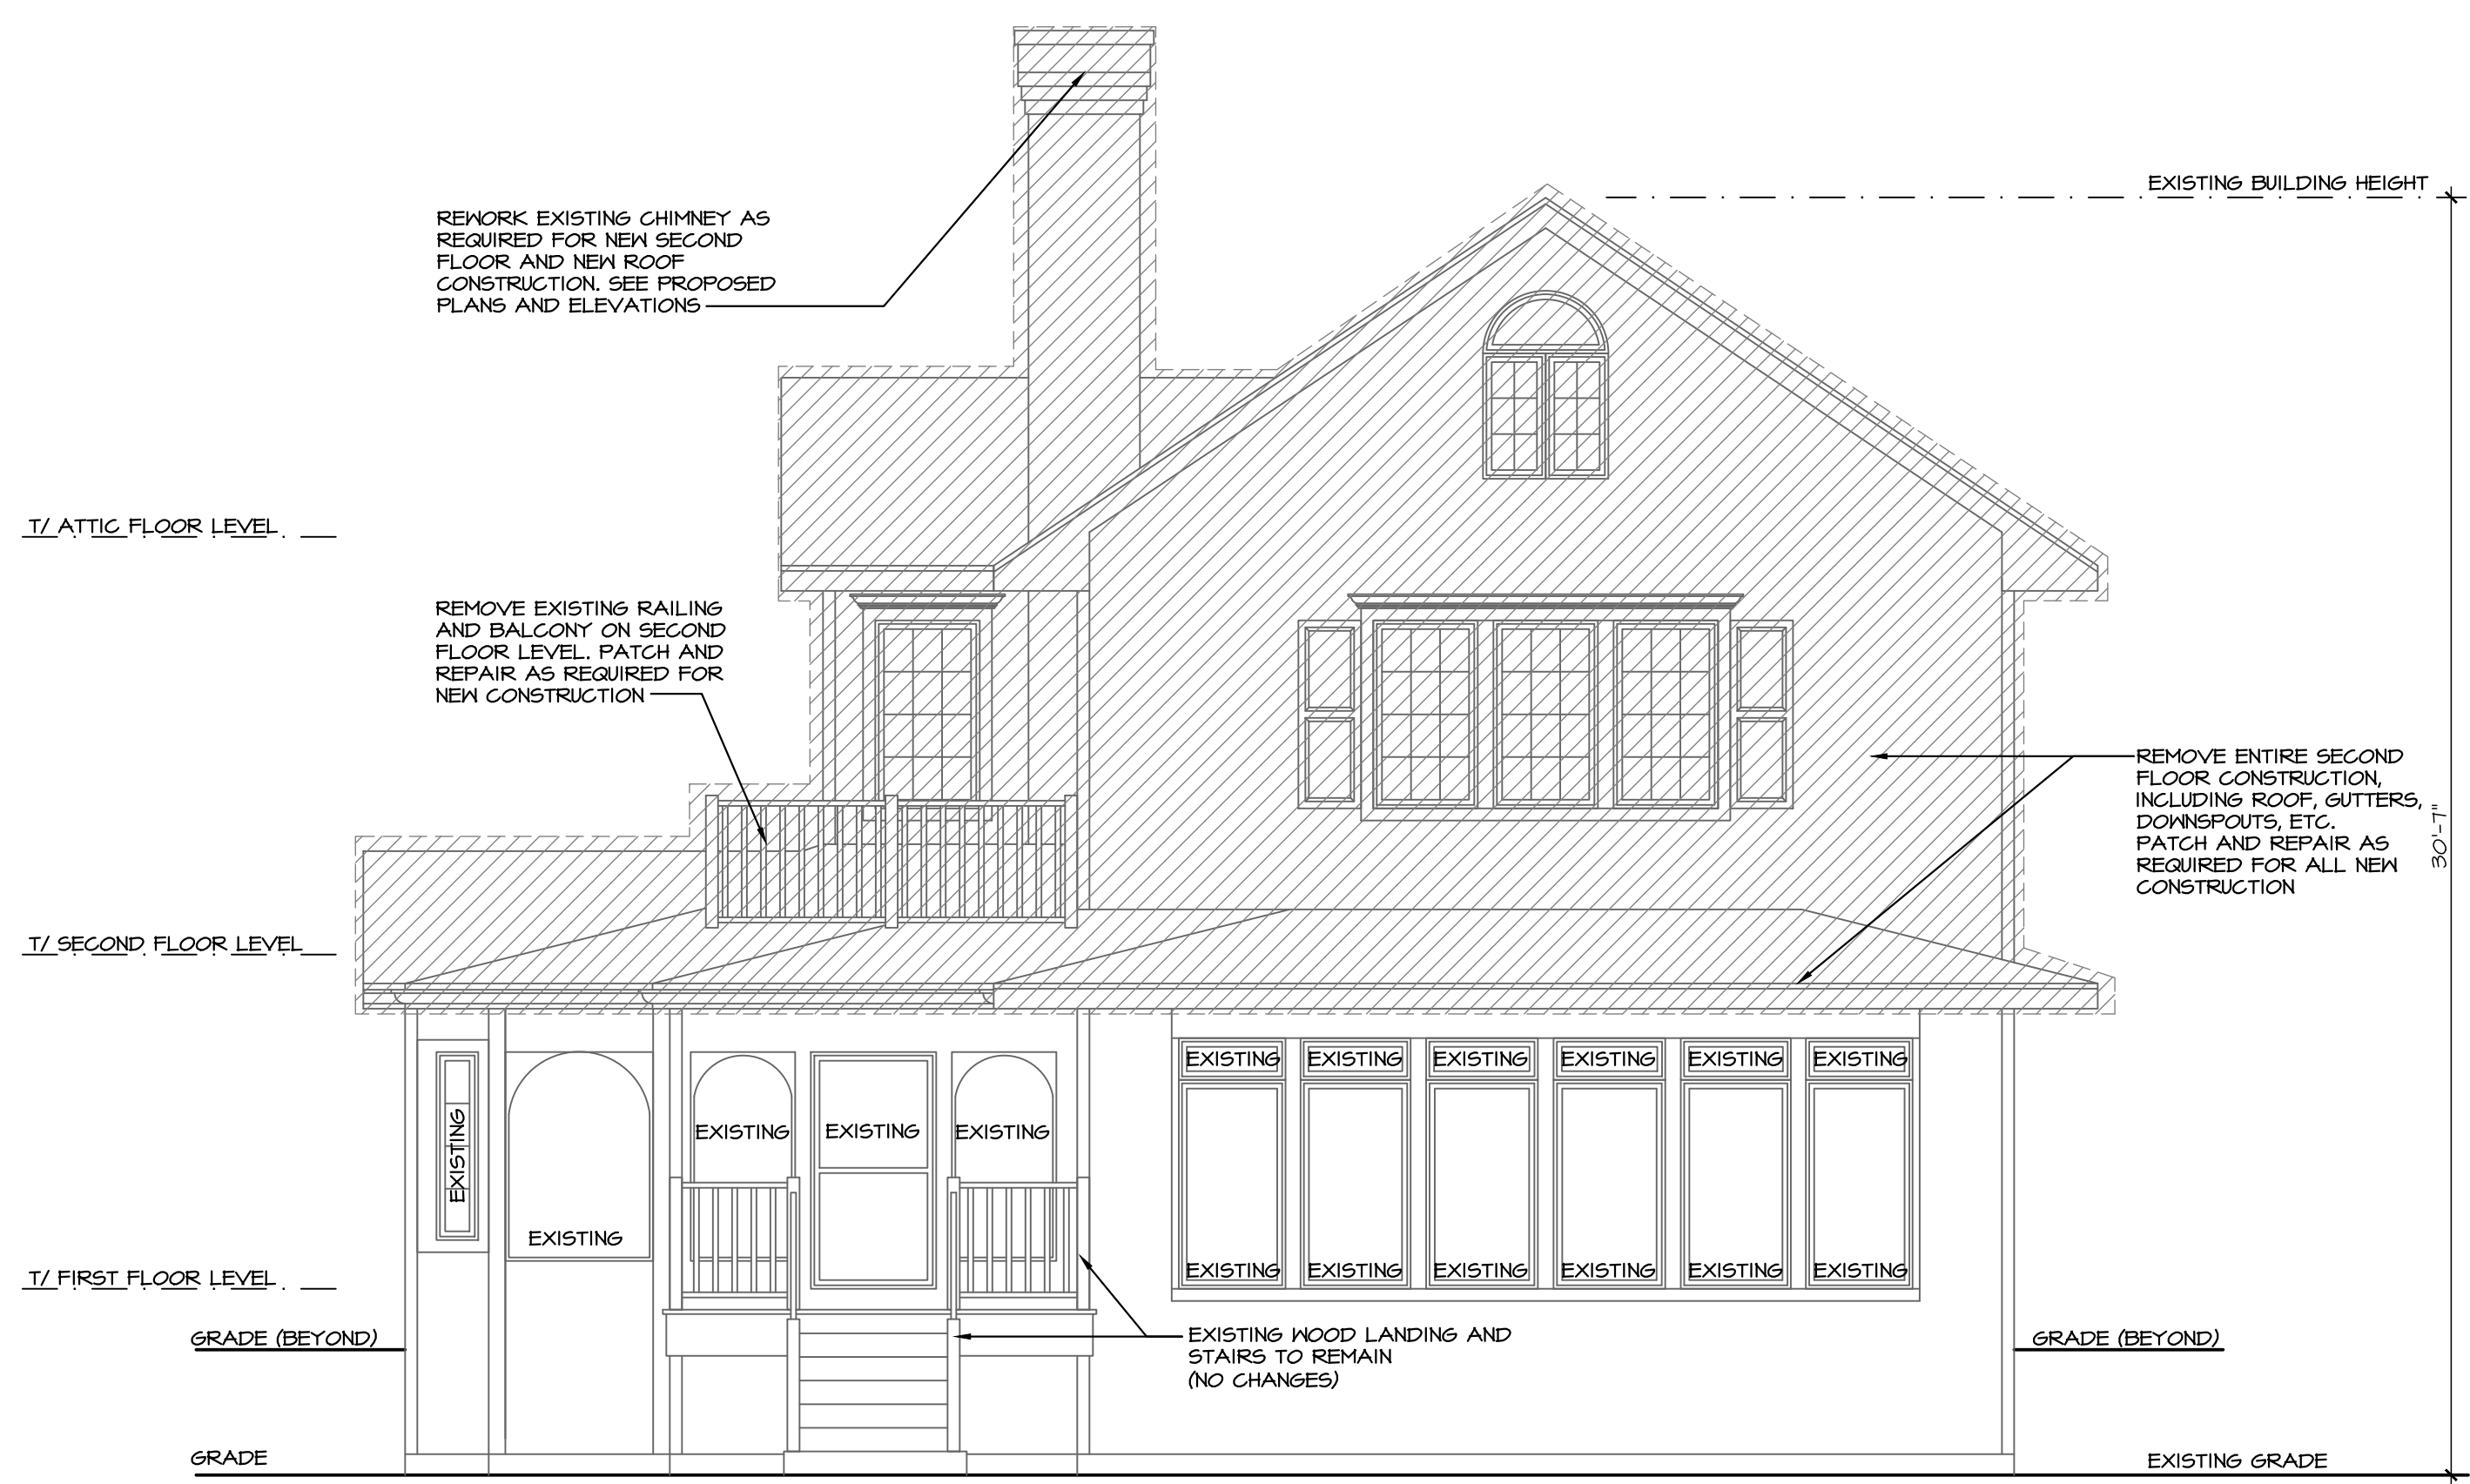 EXISTING BUILDING HEIGHT
REWORK EXISTING CHIMNEY AS
REQUIRED FOR NEW SECOND
FLOOR AND NEW ROOF
CONSTRUCTION. SEE PROPOSED
PLANS AND ELEVATIONS
T/ ATTIC FLOOR LEVEL
REMOVE EXISTING RAILING
AND BALCONY ON SECOND
FLOOR LEVEL. PATCH AND
REPAIR AS REQUIRED FOR
NEW CONSTRUCTION
REMOVE ENTIRE SECOND
FLOOR CONSTRUCTION,
INCLUDING ROOF, GUTTERS,
DOWNSPOUTS, ETC.
PATCH AND REPAIR AS
REQUIRED FOR ALL NEW
CONSTRUCTION
30'-7"
T/ SECOND FLOOR LEVEL
EXISTING EXISTING EXISTING EXISTING EXISTING EXISTING
EXISTING
EXISTING EXISTING EXISTING
EXISTING
EXISTING EXISTING EXISTING EXISTING EXISTING EXISTING
T/ FIRST FLOOR LEVEL
GRADE (BEYOND)
EXISTING WOOD LANDING AND
STAIRS TO REMAIN
(NO CHANGES)
GRADE (BEYOND)
GRADE
EXISTING GRADE